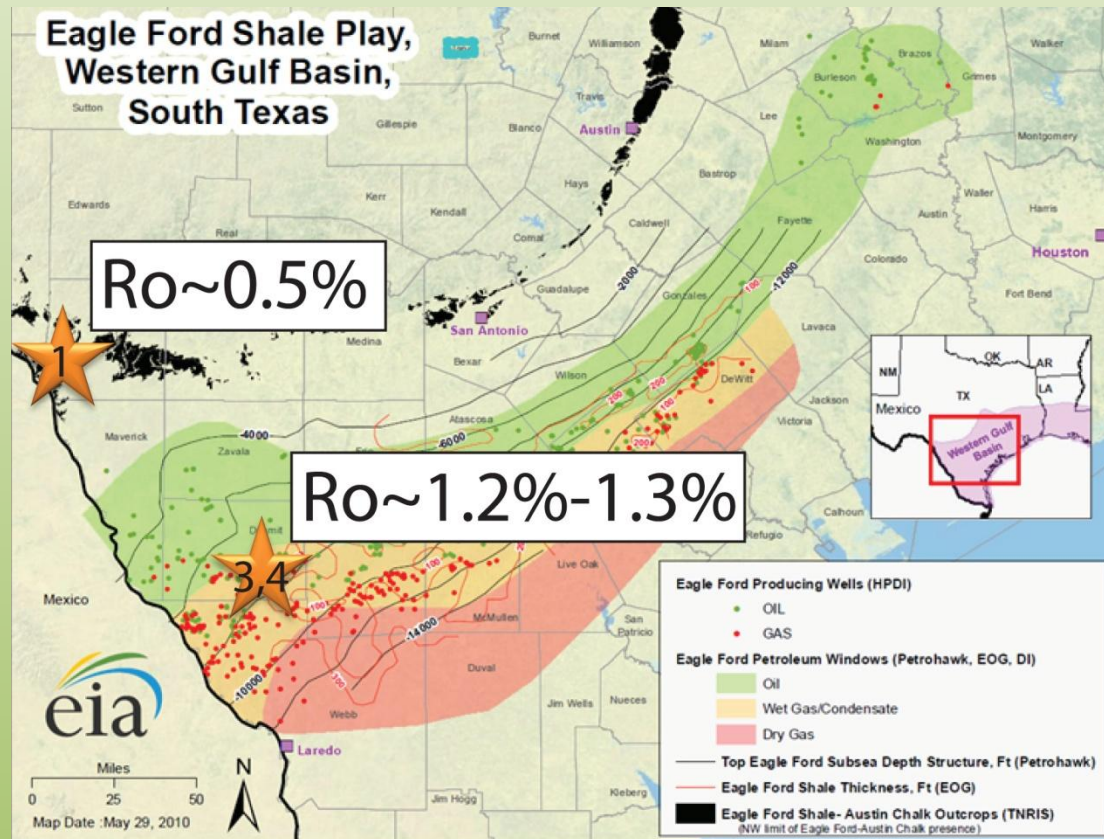 Eagle Ford Shale Play,
Western Gulf Basin,
South Texas
Burnet
Williamson
Milam
Brazos
Walker
Burleson
Grimes
Sutton
Gillespie
Travis
Blanco
Austin
Lee
Washington
Montgomery
Hays
Bastrop
Edwards
Real
Kerr
Kendall
Comal
Caldwell
Fayette
Austin
Waller
Harris
Houston
Colorado
Fort Bend
Ro~0.5%
1
Guadalupe
-2000
Gonzales
100
-12000
San Antonio
Medina
Bexar
Wilson
200
200
100
200
Lavaca
DeWitt
Jackson
Victoria
Maverick
Zavala
-4000
Atascosa
-6000
Ro~1.2%-1.3%
3,4
100
100
Calhoun
Refugio
Live Oak
McMullen
-14000
-10000
300
Duval
Webb
Mexico
San
Patricio
Jim Wells
Nueces
Laredo
Jim Hogg
Kleberg
NM
OK
AR
TX
LA
Mexico
Western Gulf
Basin
Eagle Ford Producing Wells (HPDI)
OIL
GAS
Eagle Ford Petroleum Windows (Petrohawk, EOG, DI)
Oil
Wet Gas/Condensate
Dry Gas
Top Eagle Ford Subsea Depth Structure, Ft (Petrohawk)
Eagle Ford Shale Thickness, Ft (EOG)
Eagle Ford Shale- Austin Chalk Outcrops (TNRIS)
(NW limit of Eagle Ford-Austin Chalk presence)
eia
Miles
0 25 50
N
Map Date :May 29, 2010